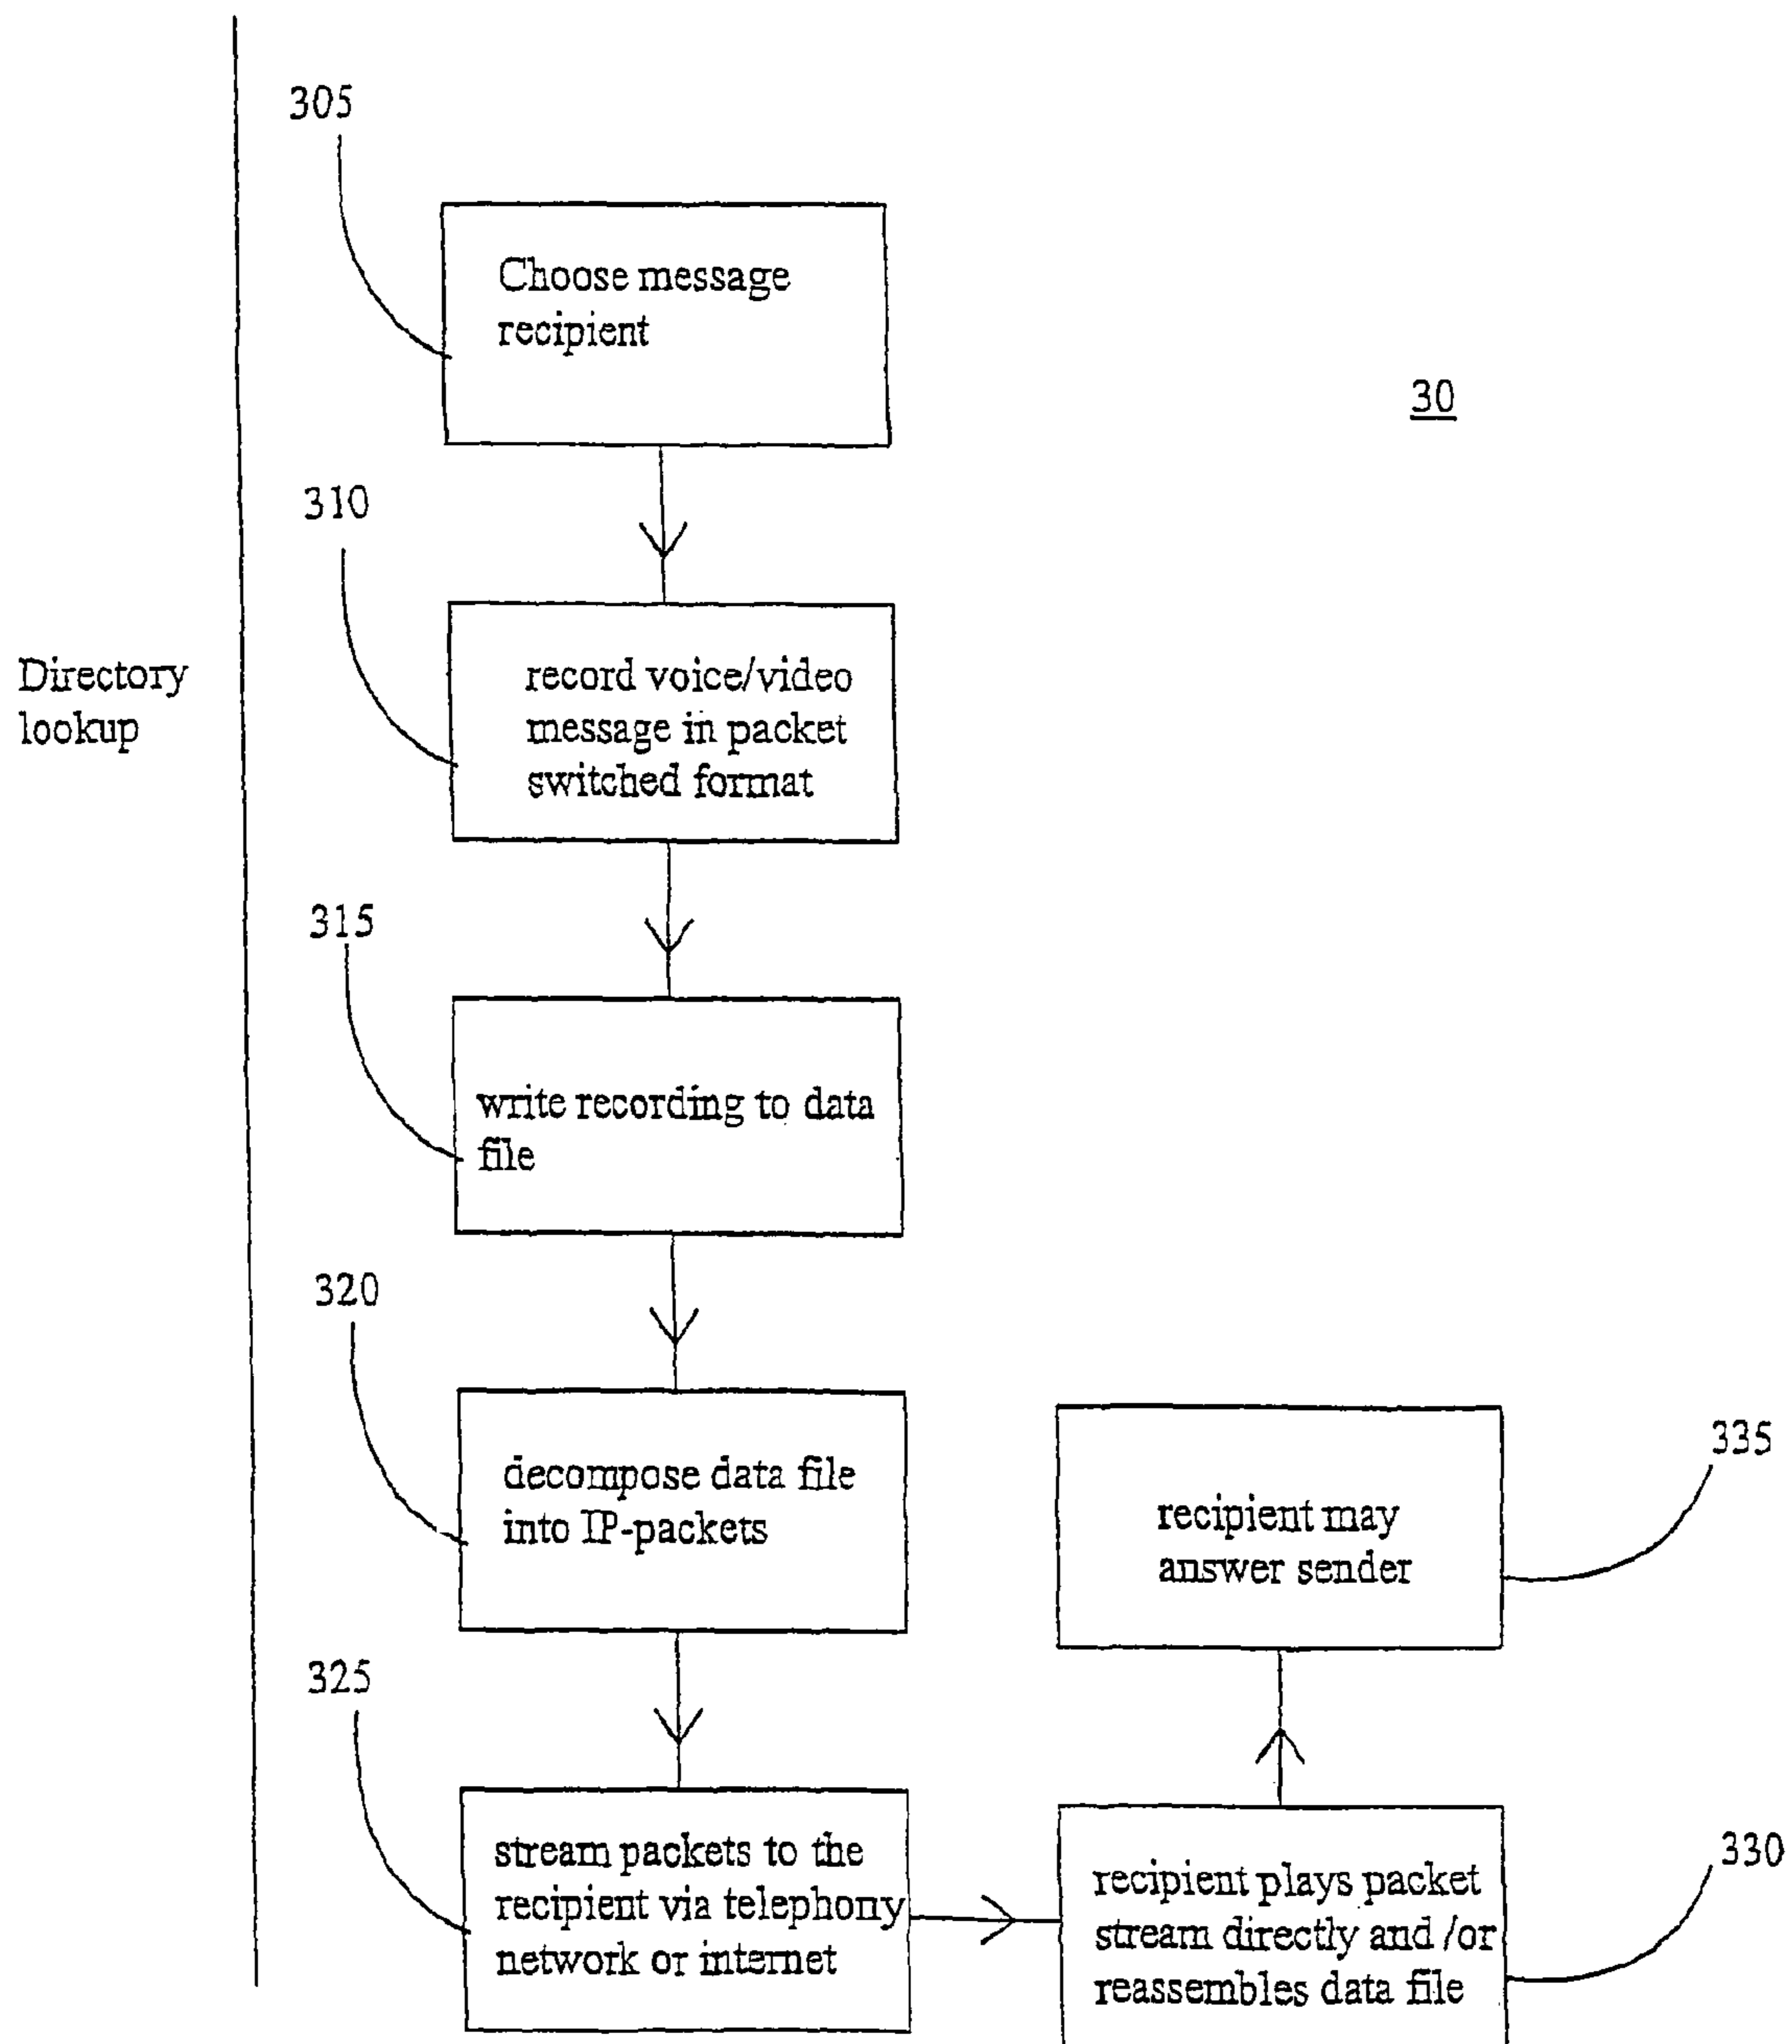 305
Choose message
recipient
30
310
record voice/video
message in packet
switched format
Directory
lookup
315
write recording to data
file
320
decompose data file
into IP-packets
335
recipient may
answer sender
325
stream packets to the
recipient via telephony
network or internet
330
recipient plays packet
stream directly and /or
reassembles data file